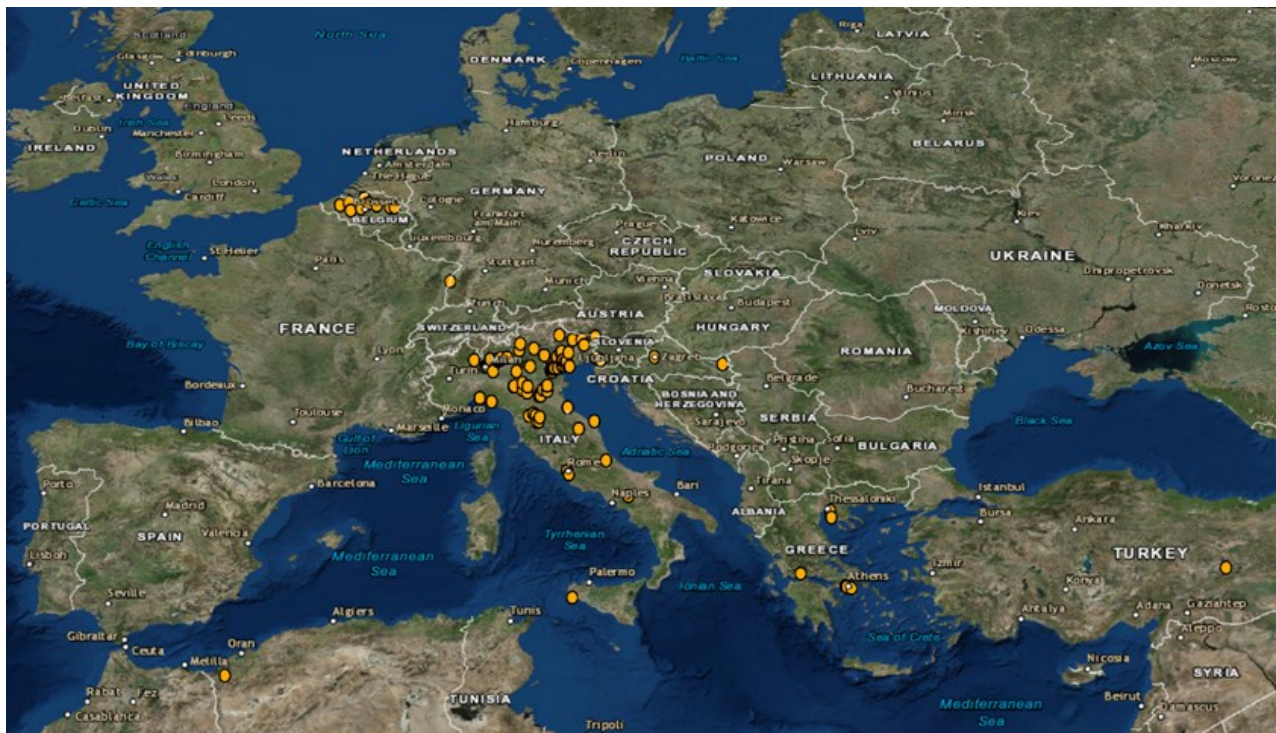 Scotland
Glasgow
Edinburgh
North Sea
DENMARK
Copenhagen
Baltic Sea
Riga
LATVIA
Moscow
LITHUANIA
Vilnius
Belfast
UNITED
KINGDOM
England
Leeds
Irish Sea
Dublin
Manchester
IRELAND
Birmingham
Wales
London
Cardiff
Celtic Sea
Hamburg
NETHERLANDS
Amsterdam
The Hague
Berlin
POLAND
Warsaw
Minsk
BELARUS
Voronez
GERMANY
Cologne
BELGIUM
Frankfurt
am Main
Luxembourg
English
Channel
St Helier
Paris
Prague
CZECH
REPUBLIC
Nuremberg
Katowice
Lviv
Kiev
Kharkiv
UKRAINE
Dnipropetrovsk
Donetsk
Rosto
Stuttgart
Munich
Vienna
SLOVAKIA
Bratislava
Budapest
MOLDOVA
Kishinev
Odessa
Azov Sea
FRANCE
Zurich
SWITZERLAND
AUSTRIA
HUNGARY
SLOVENIA
Ljubljana
Zagreb
ROMANIA
Bay of Biscay
Lyon
Milan
Turin
CROATIA
Belgrade
Bucharest
Bordeaux
BOSNIA AND
HERZEGOVINA
Sarajevo
SERBIA
Black Sea
Toulouse
Monaco
Marseille
Ligurian
Sea
ITALY
Bilbao
Gulf of
Lion
Mediterranean
Sea
Adriatic Sea
Podgorica
Pristina
Sofia
BULGARIA
Skopje
Rome
Porto
Barcelona
Madrid
Naples
Bari
Tirana
ALBANIA
Thessaloniki
Istanbul
Bursa
Ankara
PORTUGAL
SPAIN
Valencia
Lisbon
Tyrrhenian
Sea
Mediterranean
Sea
GREECE
Athens
Izmir
TURKEY
Konya
Adana
Gaziantep
Antalya
Aleppo
Seville
Palermo
Ionian Sea
Algiers
Tunis
Gibraltar
Ceuta
Oran
Melilla
Sea of Crete
Nicosia
SYRIA
Rabat
Fez
Casablanca
TUNISIA
Tripoli
Mediterranean
Sea
Beirut
Damascus